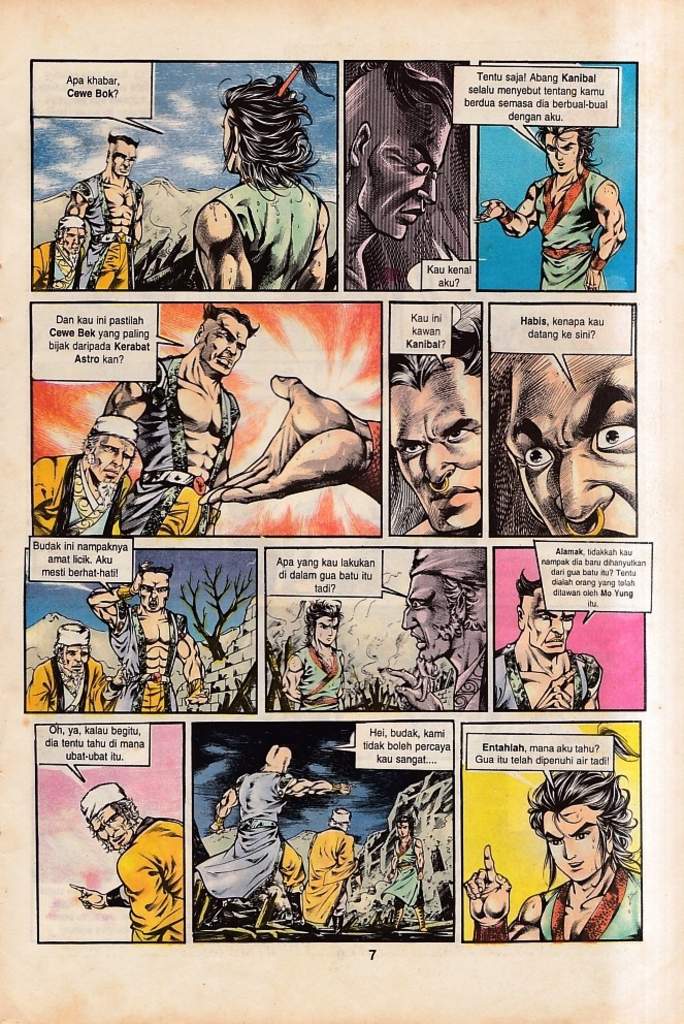 Apa khabar,
Cewe Bok?
Kau kenal
aku?
Tentu saja! Abang Kanibal
selalu menyebut tentang kamu
berdua semasa dia berbual-bual
dengan aku.
Dan kau ini pastilah
Cewe Bek yang paling
bijak daripada Kerabat
Astro kan?
Kau ini
kawan
Kanibal?
Habis, kenapa kau
datang ke sini?
Budak ini nampaknya
amat licik. Aku
mesti berhat-hati!
Apa yang kau lakukan
di dalam gua batu itu
tadi?
Alamak, tidakkah kau
nampak dia baru dihanyutkan
dari gua batu itu? Tentu
dialah orang yang telah
ditawan oleh Mo Yung
itu.
Oh, ya, kalau begitu,
dia tentu tahu di mana
ubat-ubat itu.
Hei, budak, kami
tidak boleh percaya
kau sangat....
Entahlah, mana aku tahu?
Gua itu telah dipenuhi air tadi!
7